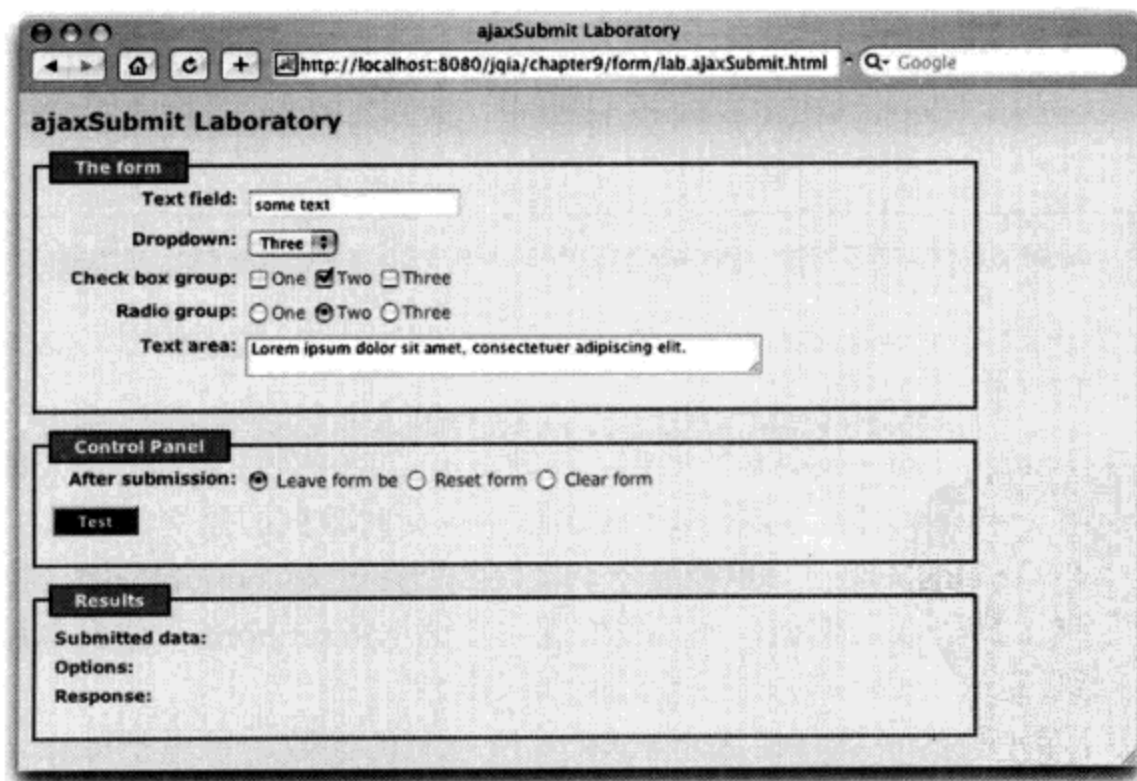 ajaxSubmit Laboratory
http://localhost:8080/jqia/chapter9/form/lab.ajaxSubmit.html Google
ajaxSubmit Laboratory
The form
Text field: some text
Dropdown: Three
Check box group: One Two Three
Radio group: One Two Three
Text area: Lorem ipsum dolor sit amet, consectetuer adipiscing elit.
Control Panel
After submission: Leave form be Reset form Clear form
Test
Results
Submitted data:
Options:
Response: